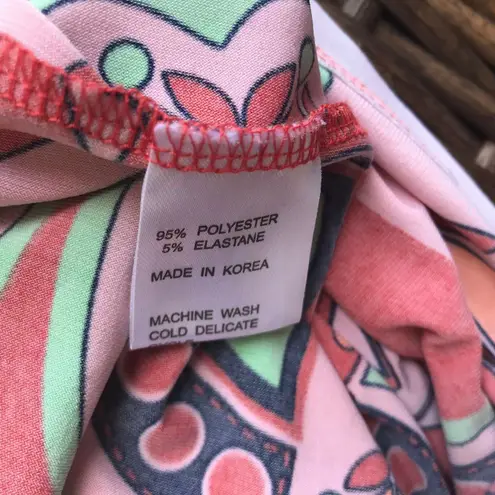 95% POLYESTER
5% ELASTANE
MADE IN KOREA
MACHINE WASH
COLD DELICATE